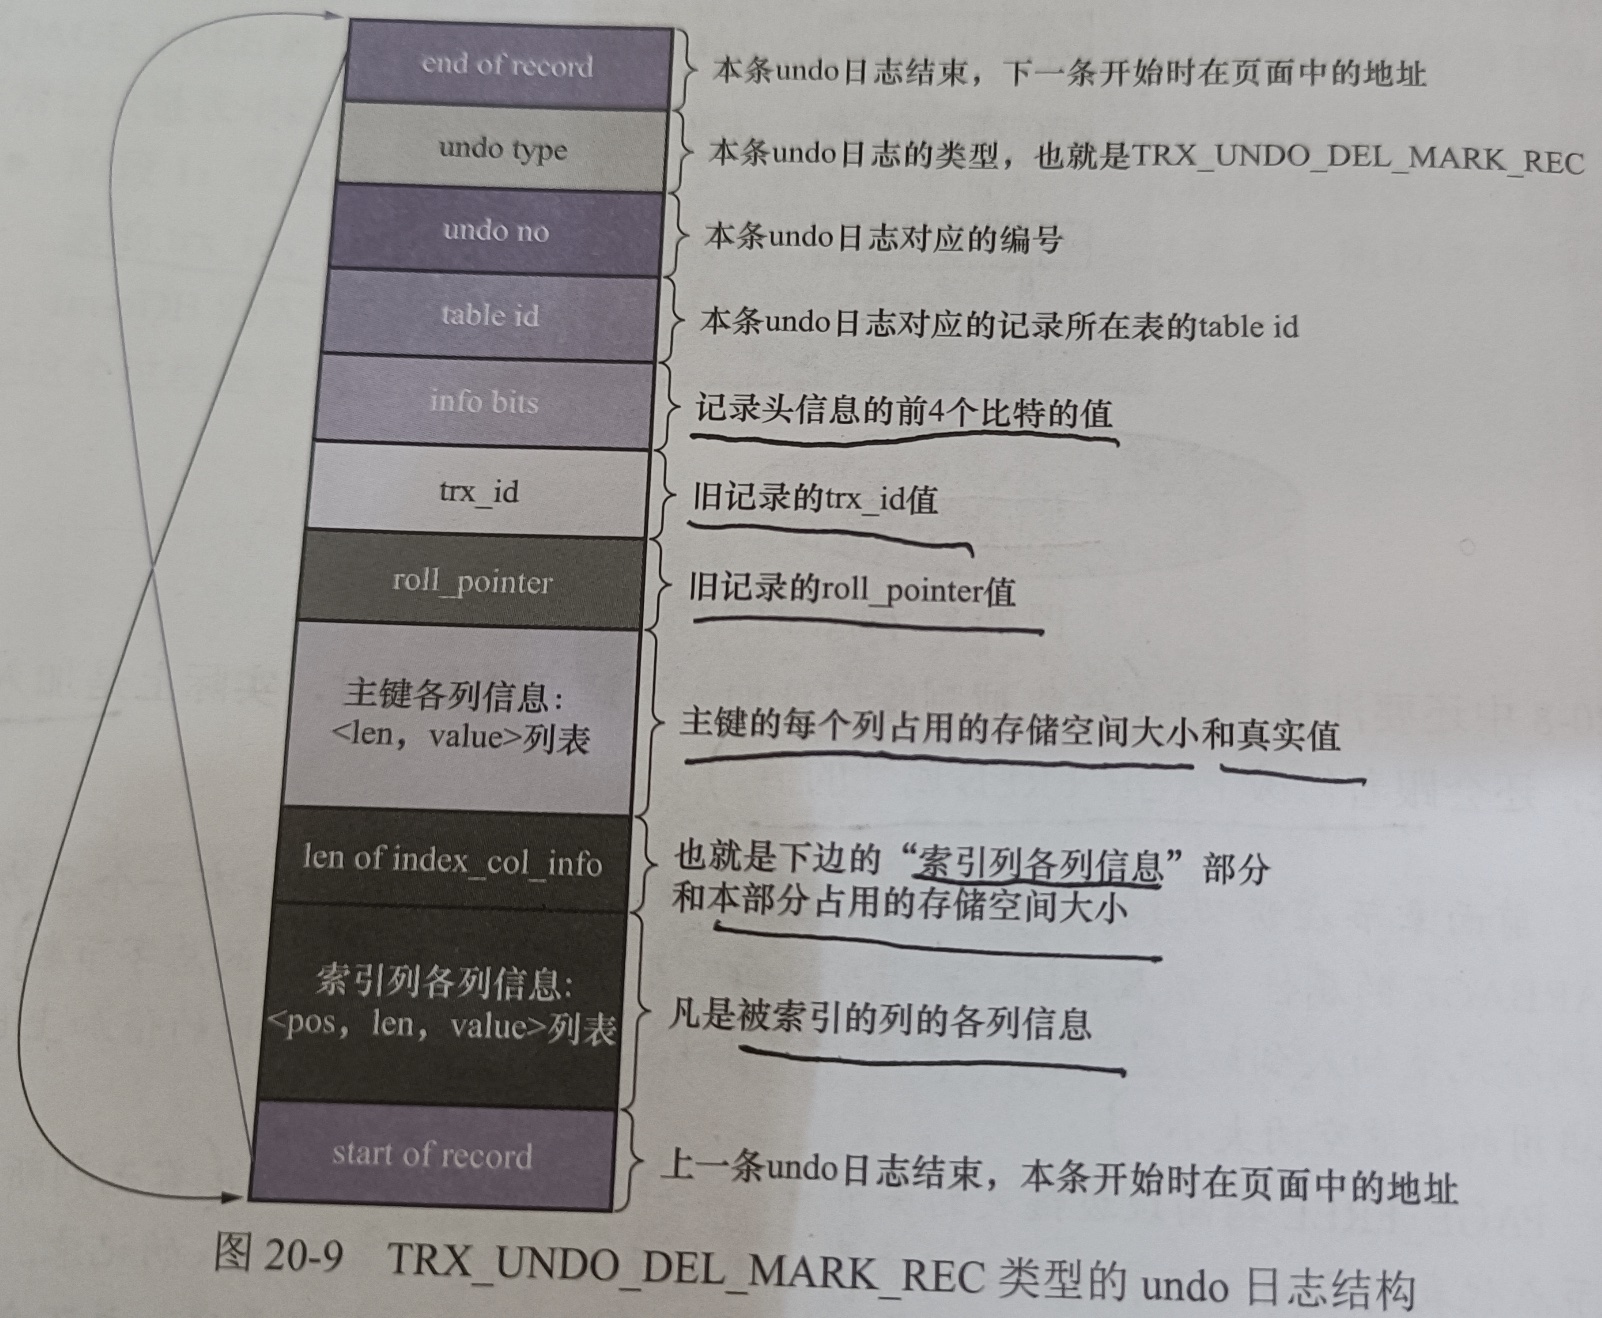 end of record
本条undo日志结束，下一条开始时在页面中的地址
undo type
本条undo日志的类型，也就是TRX_UNDO_DEL_MARK_REC
undo no
本条undo日志对应的编号
table id
本条undo日志对应的记录所在表的table id
info bits
记录头信息的前4个比特的值
trx_id
旧记录的trx_id值
roll_pointer
旧记录的roll_pointer值
主键各列信息：
<len，value>列表
主键的每个列占用的存储空间大小和真实值
len of index_col_info
也就是下边的“索引列各列信息”部分
和本部分占用的存储空间大小
索引列各列信息：
<pos，len，value>列表
凡是被索引的列的各列信息
start of record
上一条undo日志结束，本条开始时在页面中的地址
图 20-9 TRX_UNDO_DEL_MARK_REC 类型的 undo 日志结构